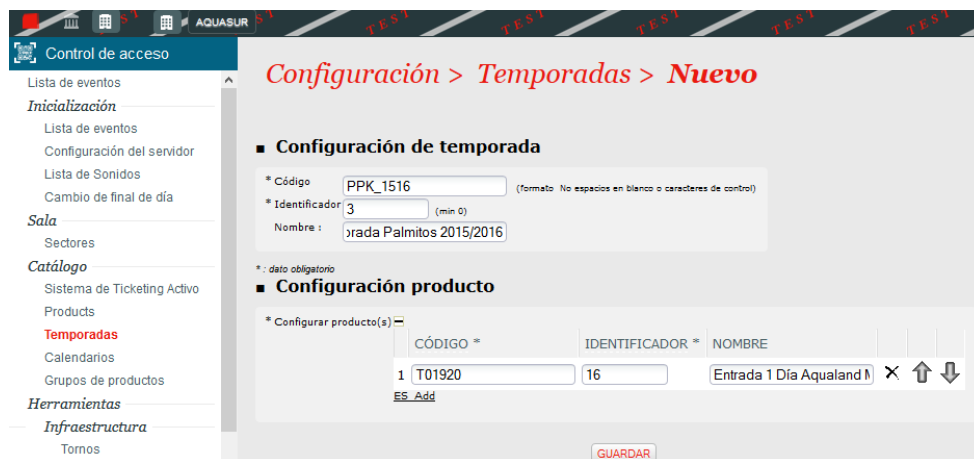 AQUASUR
TEST
TEST
TEST
TEST
TEST
Control de acceso
Lista de eventos
Inicialización
Lista de eventos
Configuración del servidor
Lista de Sonidos
Cambio de final de día
Sala
Sectores
Catálogo
Sistema de Ticketing Activo
Products
Temporadas
Calendarios
Grupos de productos
Herramientas
Infraestructura
Tornos
Configuración > Temporadas > Nuevo
Configuración de temporada
* Código PPK_1516 (formato No espacios en blanco o caracteres de control)
* Identificador 3 (min 0)
Nombre : orada Palmitos 2015/2016
* : dato obligatorio
Configuración producto
* Configurar producto(s)
CÓDIGO * IDENTIFICADOR * NOMBRE
1 T01920 16 Entrada 1 Día Aqualand M
ES_Add
GUARDAR